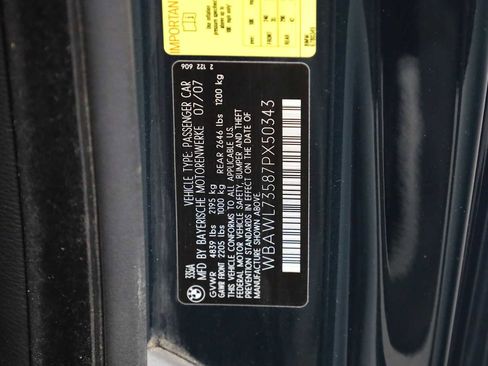 IMPORTAN
2 122 606
335iA
VEHICLE TYPE: PASSENGER CAR
MFD BY BAYERISCHE MOTORENWERKE 07/07
GVWR 4839 lbs 2195 kg
GAWR FRONT 2205 lbs 1000 kg REAR 2646 lbs 1200 kg
THIS VEHICLE CONFORMS TO ALL APPLICABLE U.S.
FEDERAL MOTOR VEHICLE SAFETY, BUMPER AND THEFT
STANDARDS IN EFFECT ON THE DATE OF
MANUFACTURE SHOWN ABOVE.
WBAWL73587PX50343